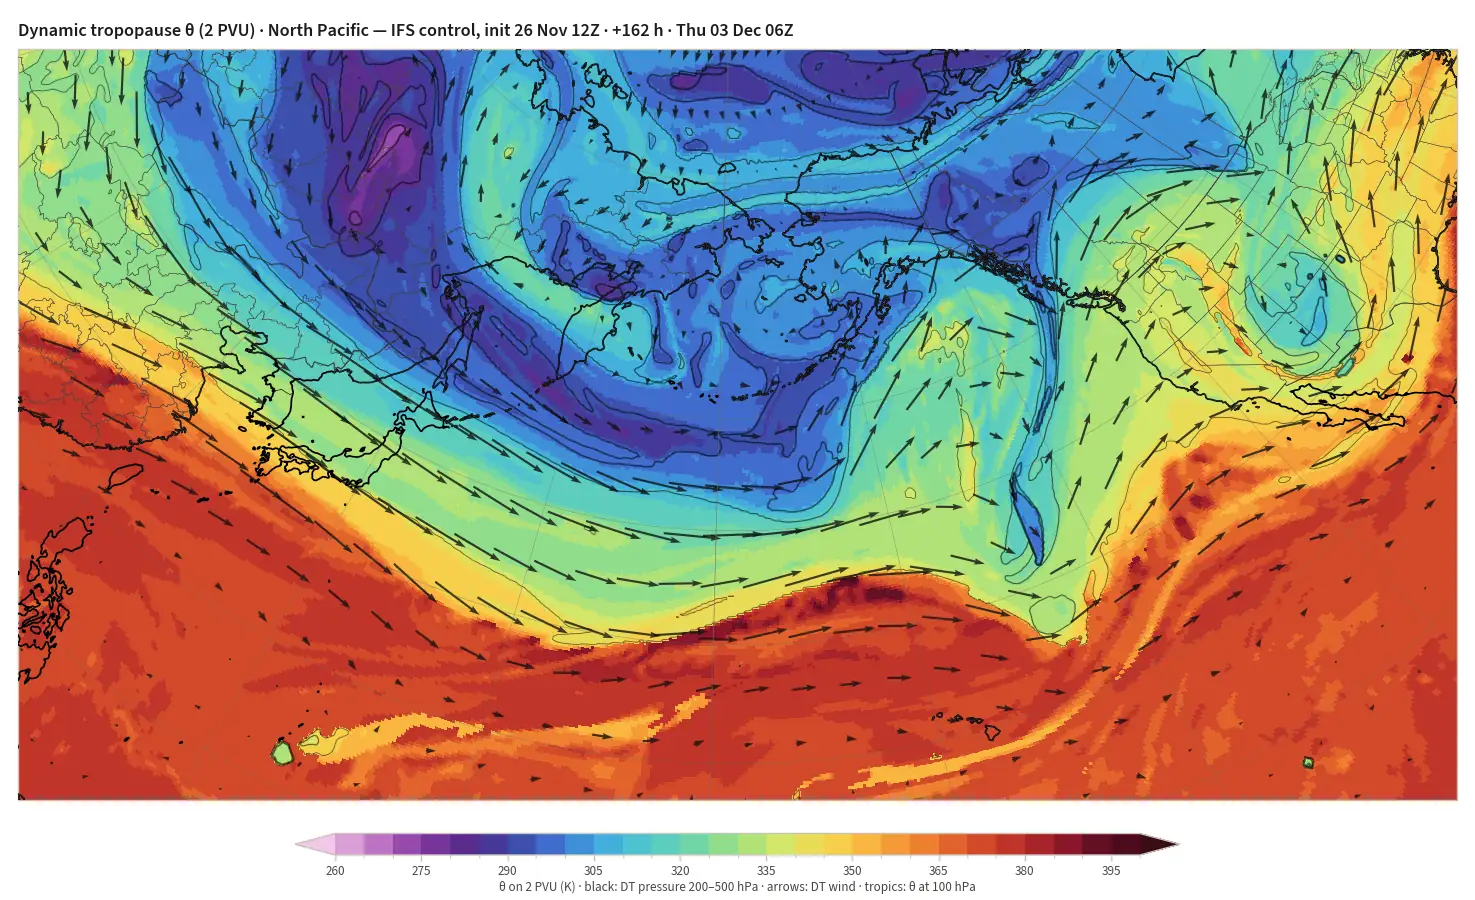 Dynamic tropopause θ (2 PVU) · North Pacific — IFS control, init 26 Nov 12Z · +162 h · Thu 03 Dec 06Z
260 275 290 305 320 335 350 365 380 395
θ on 2 PVU (K) · black: DT pressure 200–500 hPa · arrows: DT wind · tropics: θ at 100 hPa